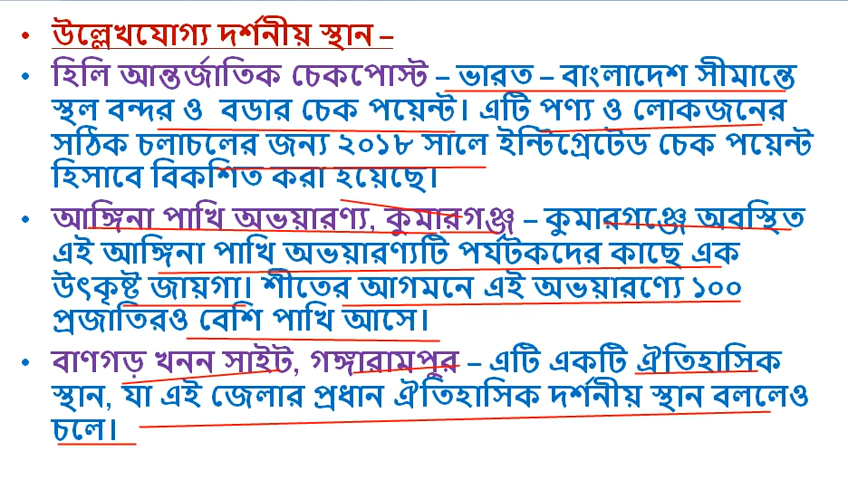 • উল্লেখযোগ্য দর্শনীয় স্থান –
• হিলি আন্তর্জাতিক চেকপোস্ট – ভারত – বাংলাদেশ সীমান্তে
স্থল বন্দর ও বডার চেক পয়েন্ট। এটি পণ্য ও লোকজনের
সঠিক চলাচলের জন্য ২০১৮ সালে ইন্টিগ্রেটেড চেক পয়েন্ট
হিসাবে বিকশিত করা হয়েছে।
• আঙ্গিনা পাখি অভয়ারণ্য, কুমারগঞ্জ – কুমারগঞ্জে অবস্থিত
এই আঙ্গিনা পাখি অভয়ারণ্যটি পর্যটকদের কাছে এক
উৎকৃষ্ট জায়গা। শীতের আগমনে এই অভয়ারণ্যে ১০০
প্রজাতিরও বেশি পাখি আসে।
• বাণগড় খনন সাইট, গঙ্গারামপুর – এটি একটি ঐতিহাসিক
স্থান, যা এই জেলার প্রধান ঐতিহাসিক দর্শনীয় স্থান বললেও
চলে।